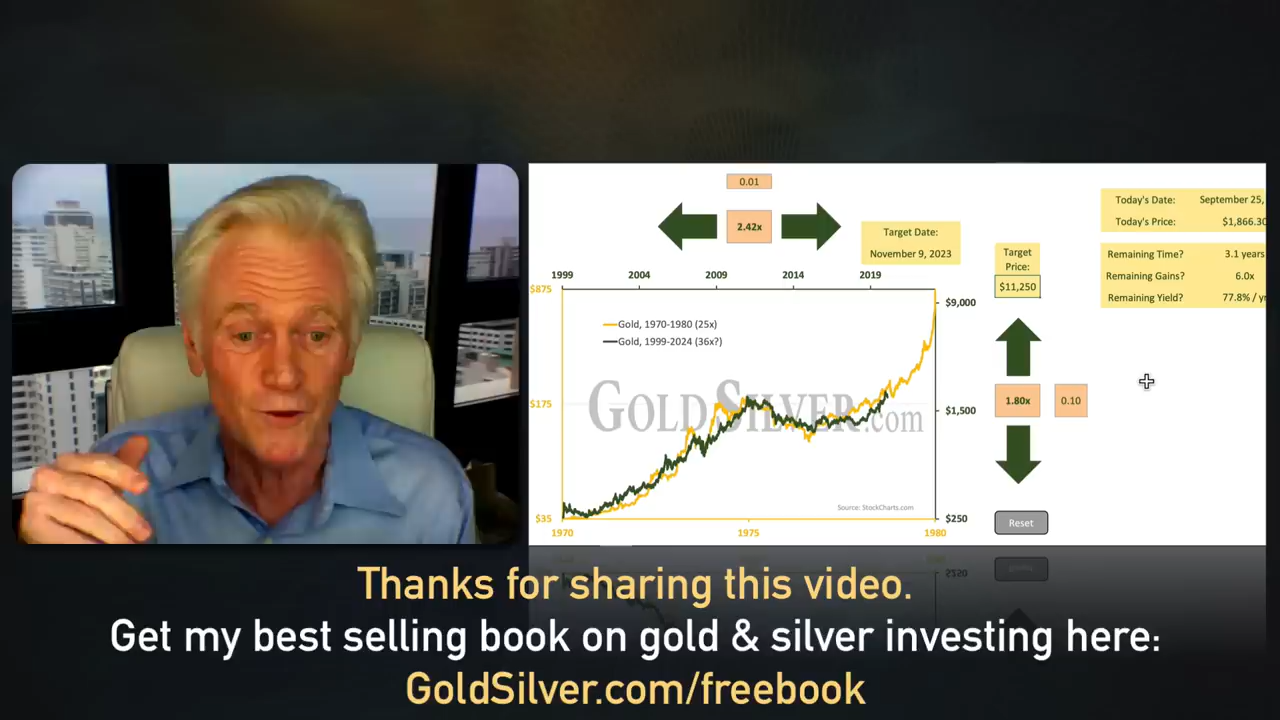 0.01
2.42x
Target Date:
November 9, 2023
Today's Date: September 25,
Today's Price: $1,866.30
Target
Price:
$11,250
Remaining Time? 3.1 years
Remaining Gains? 6.0x
Remaining Yield? 77.8% / yr
1999 2004 2009 2014 2019
$875
$9,000
Gold, 1970-1980 (25x)
Gold, 1999-2024 (36x?)
GOLDSILVER.com
$175
$1,500
1.80x
0.10
Source: StockCharts.com
$35
$250
1970 1975 1980
Reset
Thanks for sharing this video.
Get my best selling book on gold & silver investing here:
GoldSilver.com/freebook